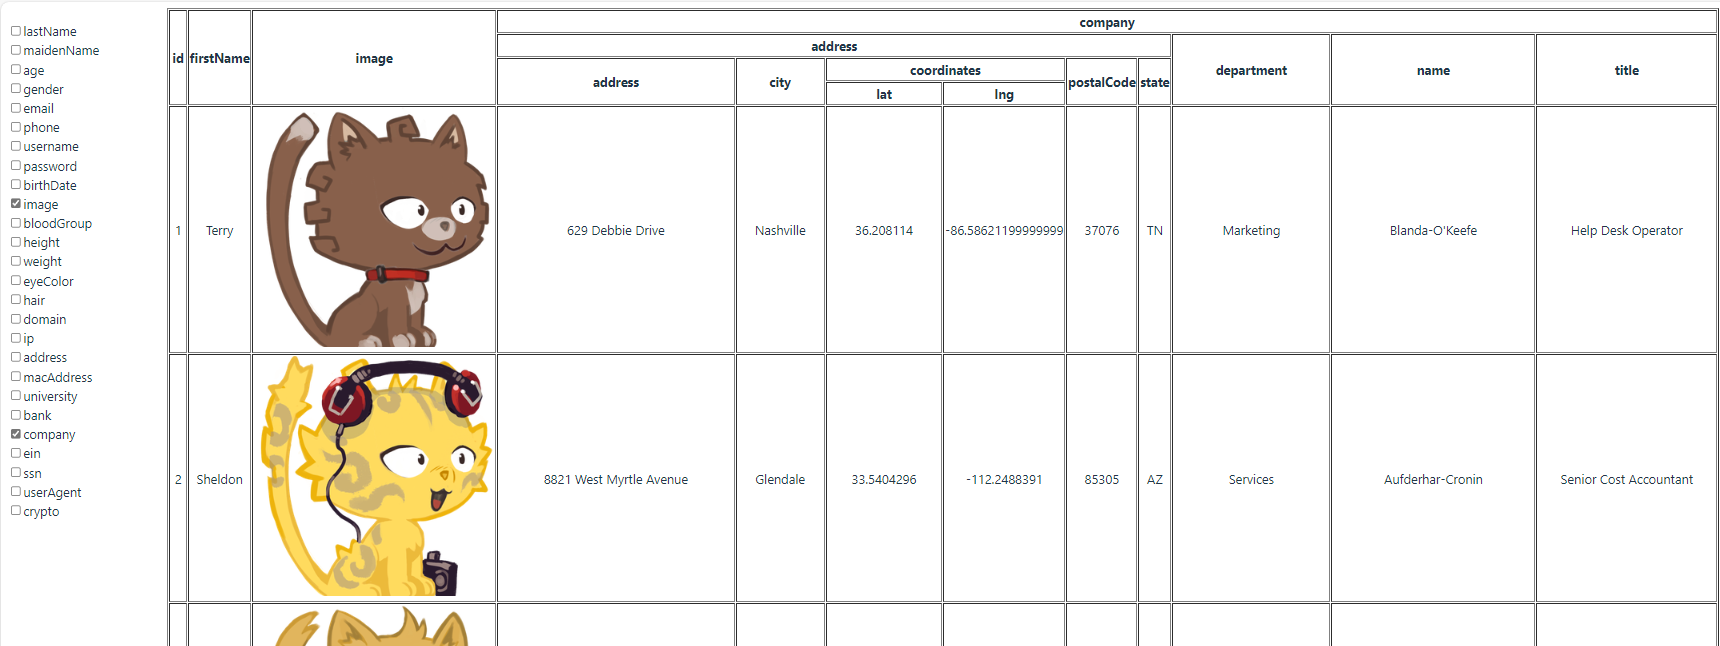 lastName
maidenName
age
gender
email
phone
username
password
birthDate
image
bloodGroup
height
weight
eyeColor
hair
domain
ip
address
macAddress
university
bank
company
ein
ssn
userAgent
crypto
company
address
id firstName image department name title
address city coordinates postalCode state
lat lng
1 Terry 629 Debbie Drive Nashville 36.208114 -86.58621199999999 37076 TN Marketing Blanda-O'Keefe Help Desk Operator
2 Sheldon 8821 West Myrtle Avenue Glendale 33.5404296 -112.2488391 85305 AZ Services Aufderhar-Cronin Senior Cost Accountant